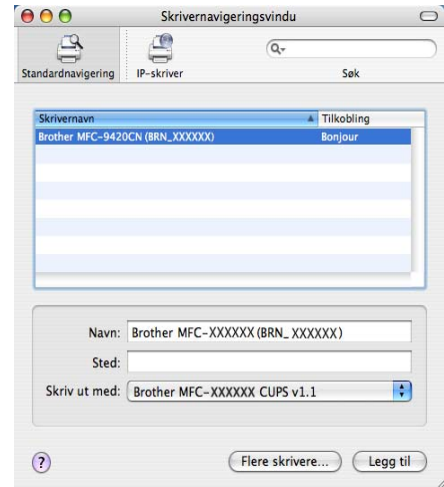 Skrivernavigeringsvindu
Standardnavigering IP-skriver Søk
Skrivernavn Tilkobling
Brother MFC-9420CN (BRN_XXXXXX) Bonjour
Navn: Brother MFC-XXXXXX (BRN_ XXXXXX)
Sted:
Skriv ut med: Brother MFC-XXXXXX CUPS v1.1
? Flere skrivere... Legg til